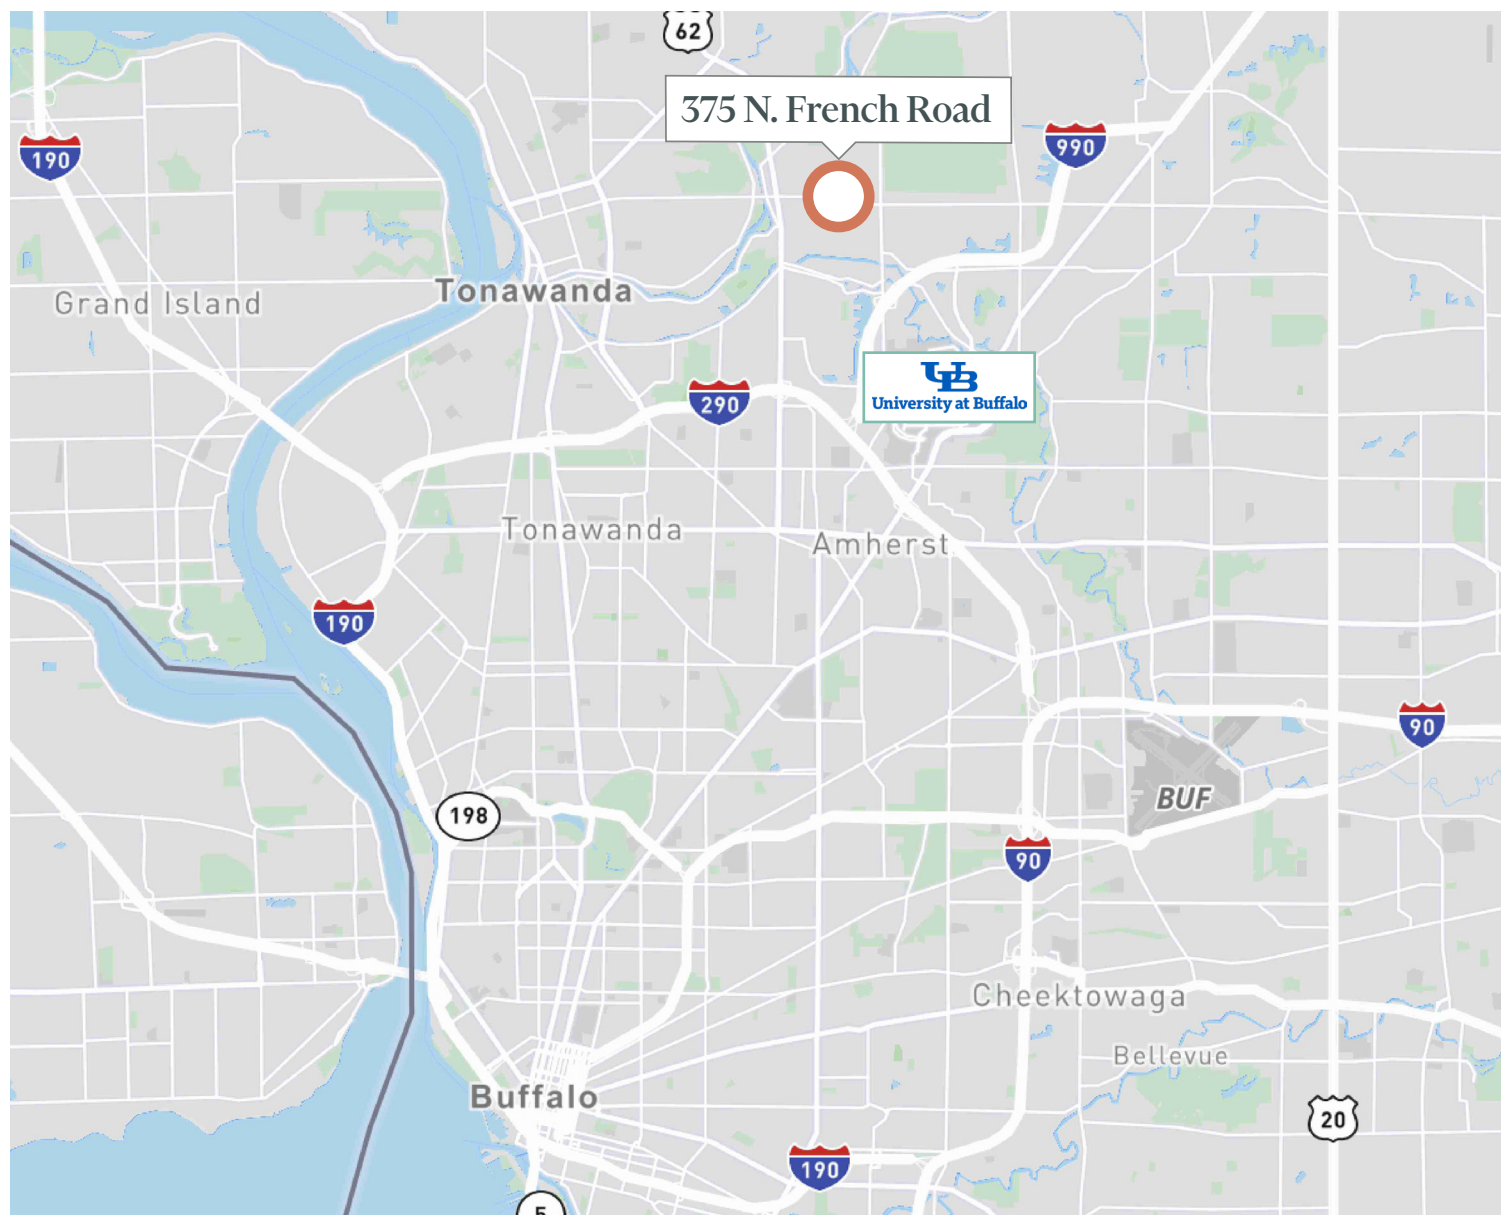 62
375 N. French Road
190
990
Grand Island
Tonawanda
290
UB
University at Buffalo
Tonawanda
Amherst
190
90
BUF
198
90
Cheektowaga
Bellevue
Buffalo
20
190
5